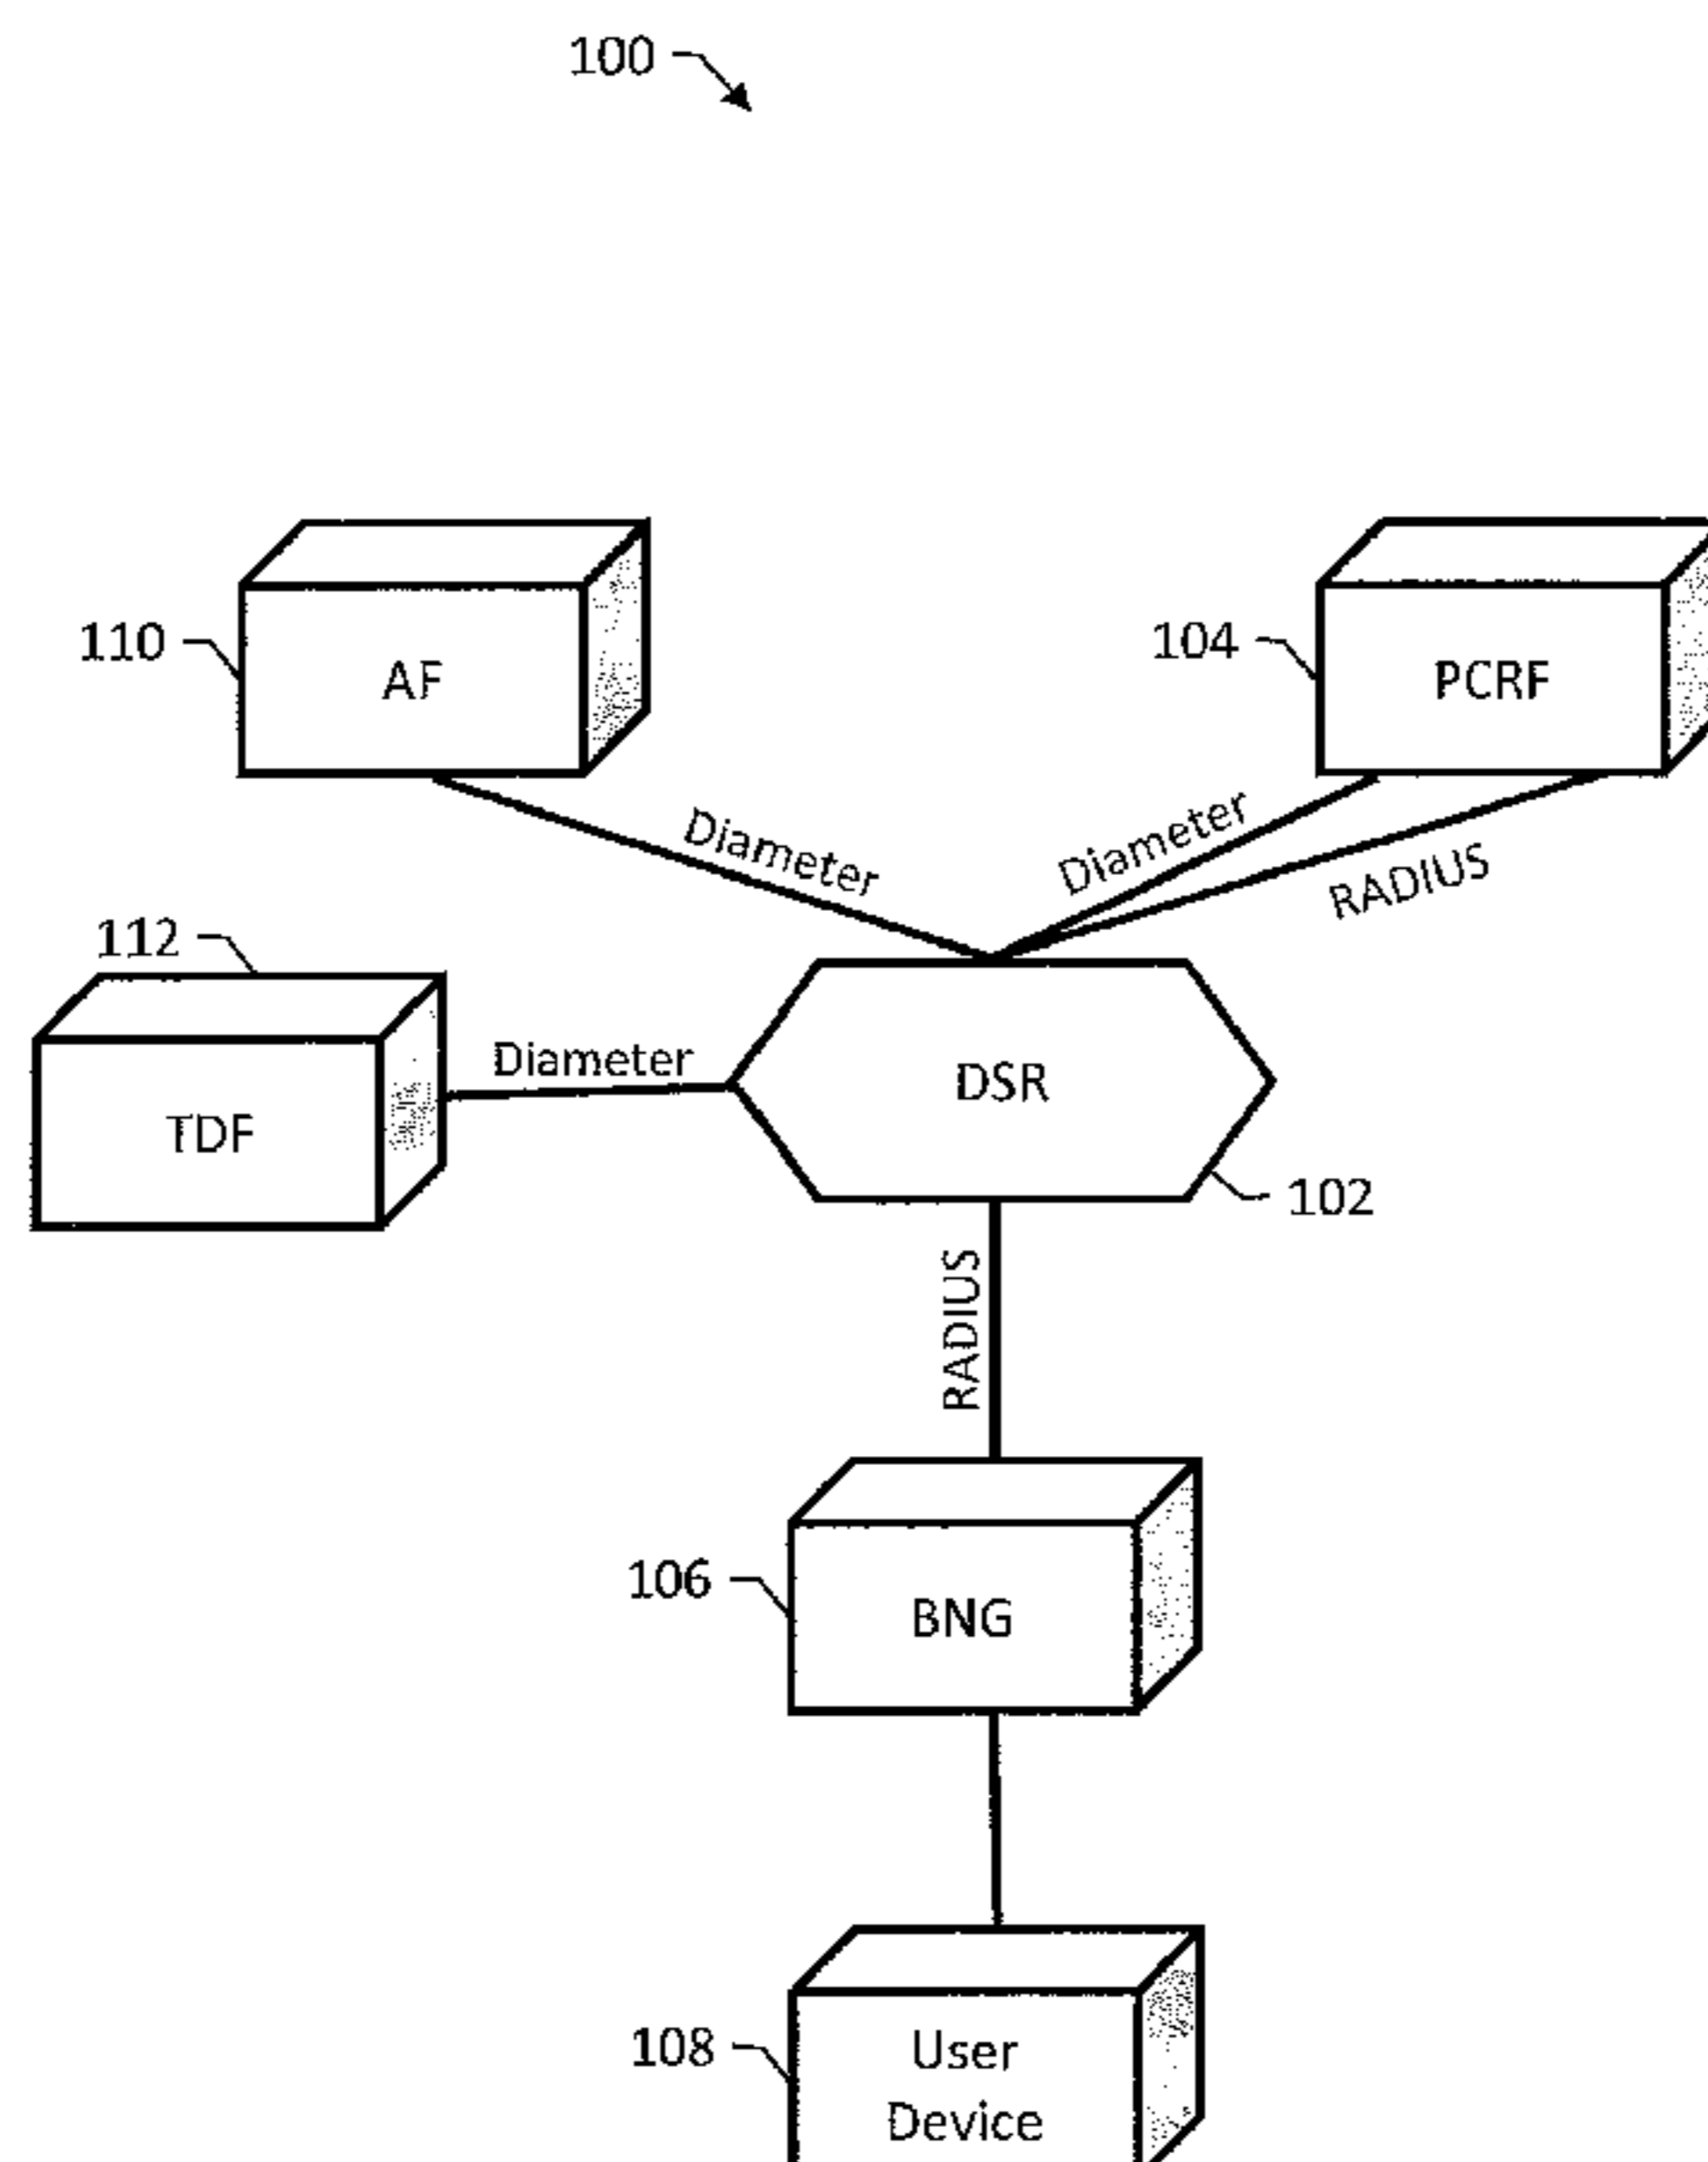 100
110
AF
104
PCRF
Diameter
Diameter
RADIUS
112
TDF
Diameter
DSR
102
RADIUS
106
BNG
108
User
Device